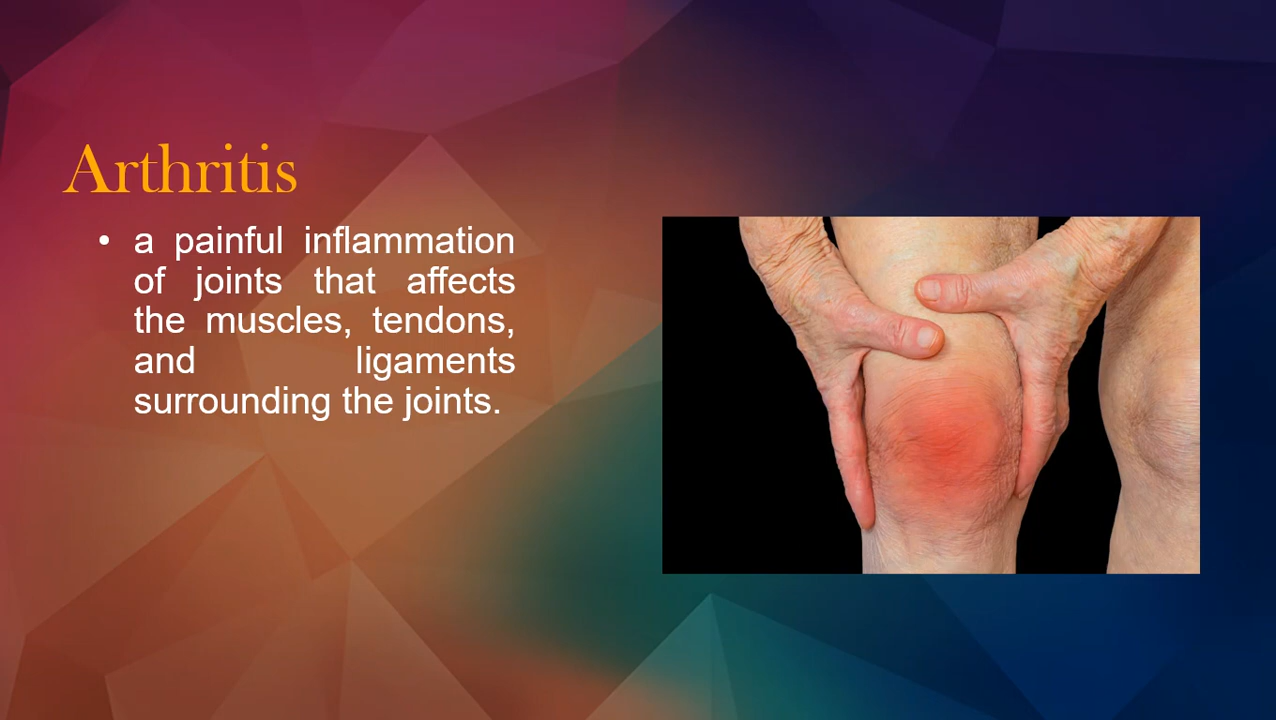 Arthritis
• a painful inflammation
of joints that affects
the muscles, tendons,
and ligaments
surrounding the joints.